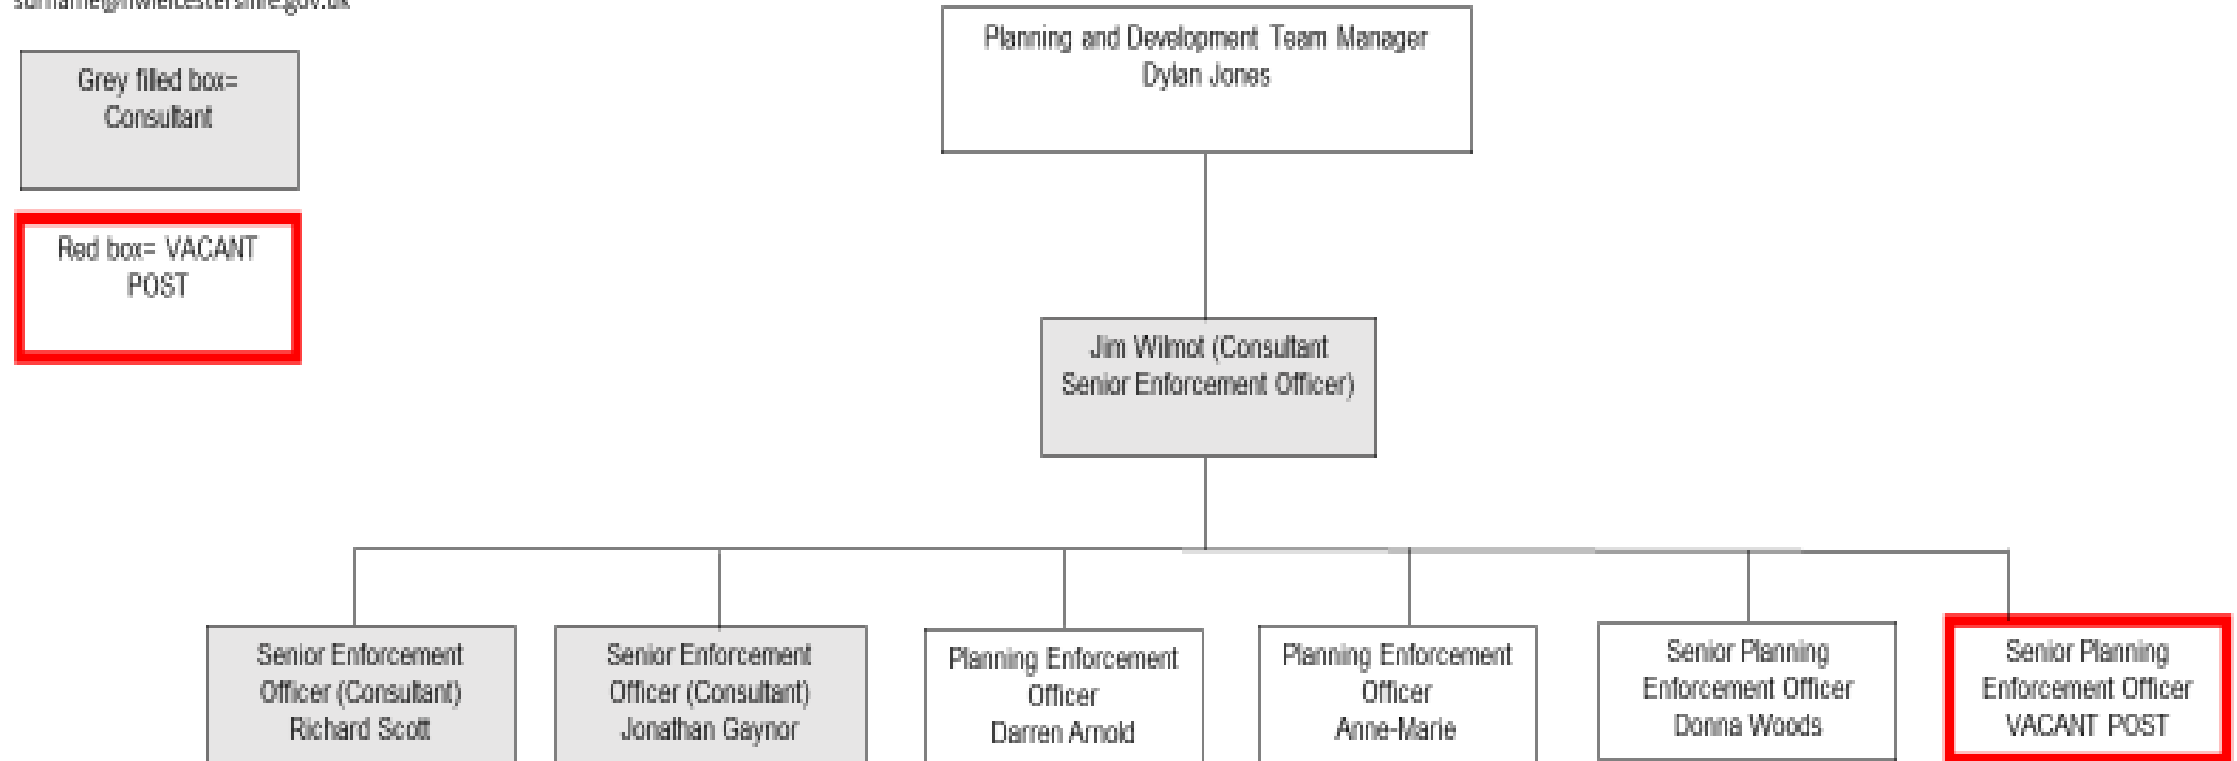 Grey filled box=
Consultant
Red box= VACANT
POST
Planning and Development Team Manager
Dylan Jones
Jim Wilmot (Consultant
Senior Enforcement Officer)
Senior Enforcement
Officer (Consultant)
Richard Scott
Senior Enforcement
Officer (Consultant)
Jonathan Gaynor
Planning Enforcement
Officer
Darren Arnold
Planning Enforcement
Officer
Anne-Marie
Senior Planning
Enforcement Officer
Donna Woods
Senior Planning
Enforcement Officer
VACANT POST